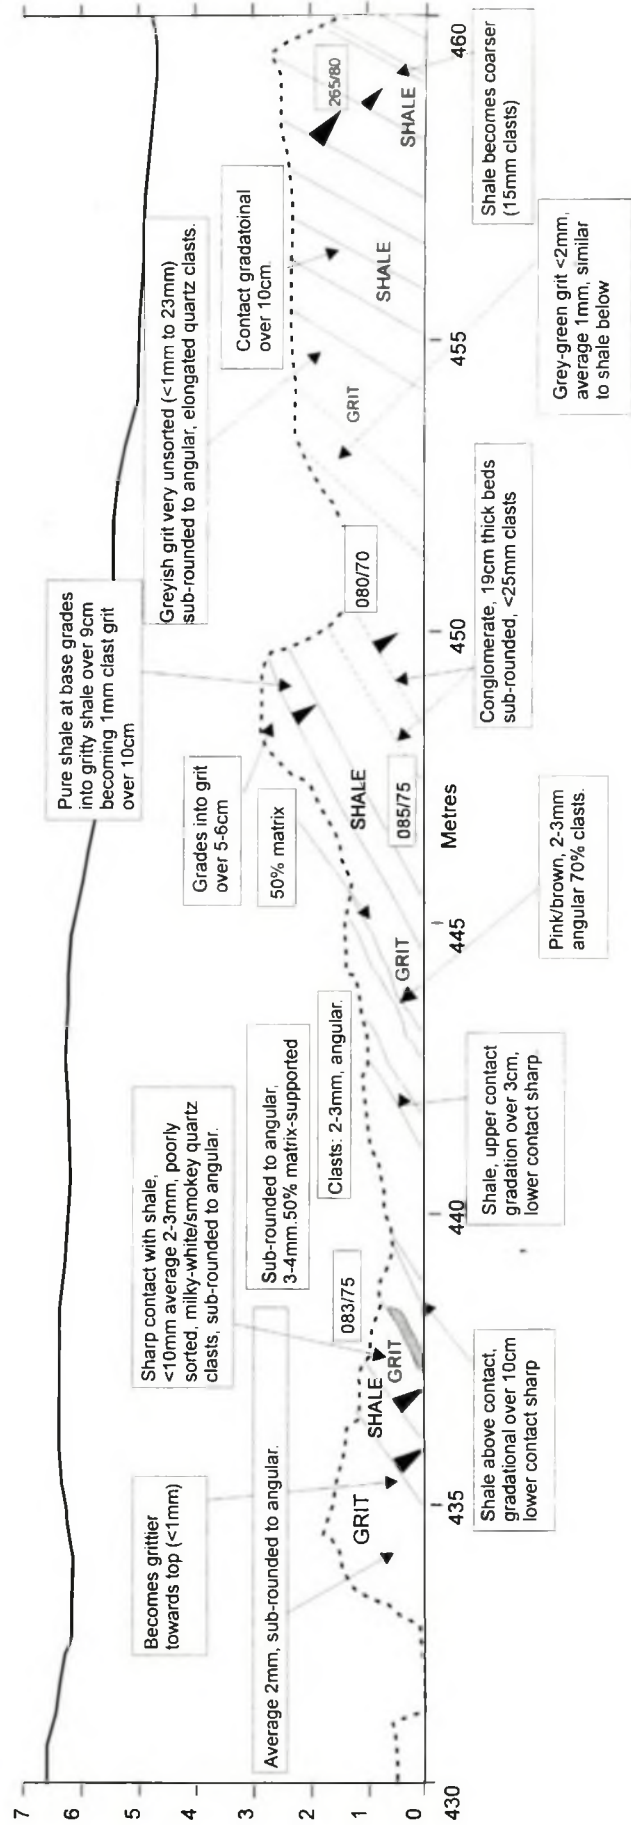 7
6
5
4
3
2
1
0
430
435
440
445
450
455
460
Metres
Becomes grittier
towards top (<1mm)
Average 2mm, sub-rounded to angular.
Sharp contact with shale,
<10mm average 2-3mm, poorly
sorted, milky-white/smokey quartz
clasts, sub-rounded to angular.
083/75
Sub-rounded to angular,
3-4mm.50% matrix-supported
Clasts: 2-3mm, angular.
Pure shale at base grades
into gritty shale over 9cm
becoming 1mm clast grit
over 10cm
Grades into grit
over 5-6cm
50% matrix
Greyish grit very unsorted (<1mm to 23mm)
sub-rounded to angular, elongated quartz clasts.
Contact gradatoinal
over 10cm
265/80
080/70
085/75
GRIT
SHALE
GRIT
GRIT
SHALE
GRIT
SHALE
SHALE
Shale above contact,
gradational over 10cm
lower contact sharp
Shale, upper contact
gradation over 3cm,
lower contact sharp
Pink/brown, 2-3mm
angular 70% clasts.
Conglomerate, 19cm thick beds
sub-rounded, <25mm clasts
Grey-green grit <2mm,
average 1mm, similar
to shale below
Shale becomes coarser
(15mm clasts)